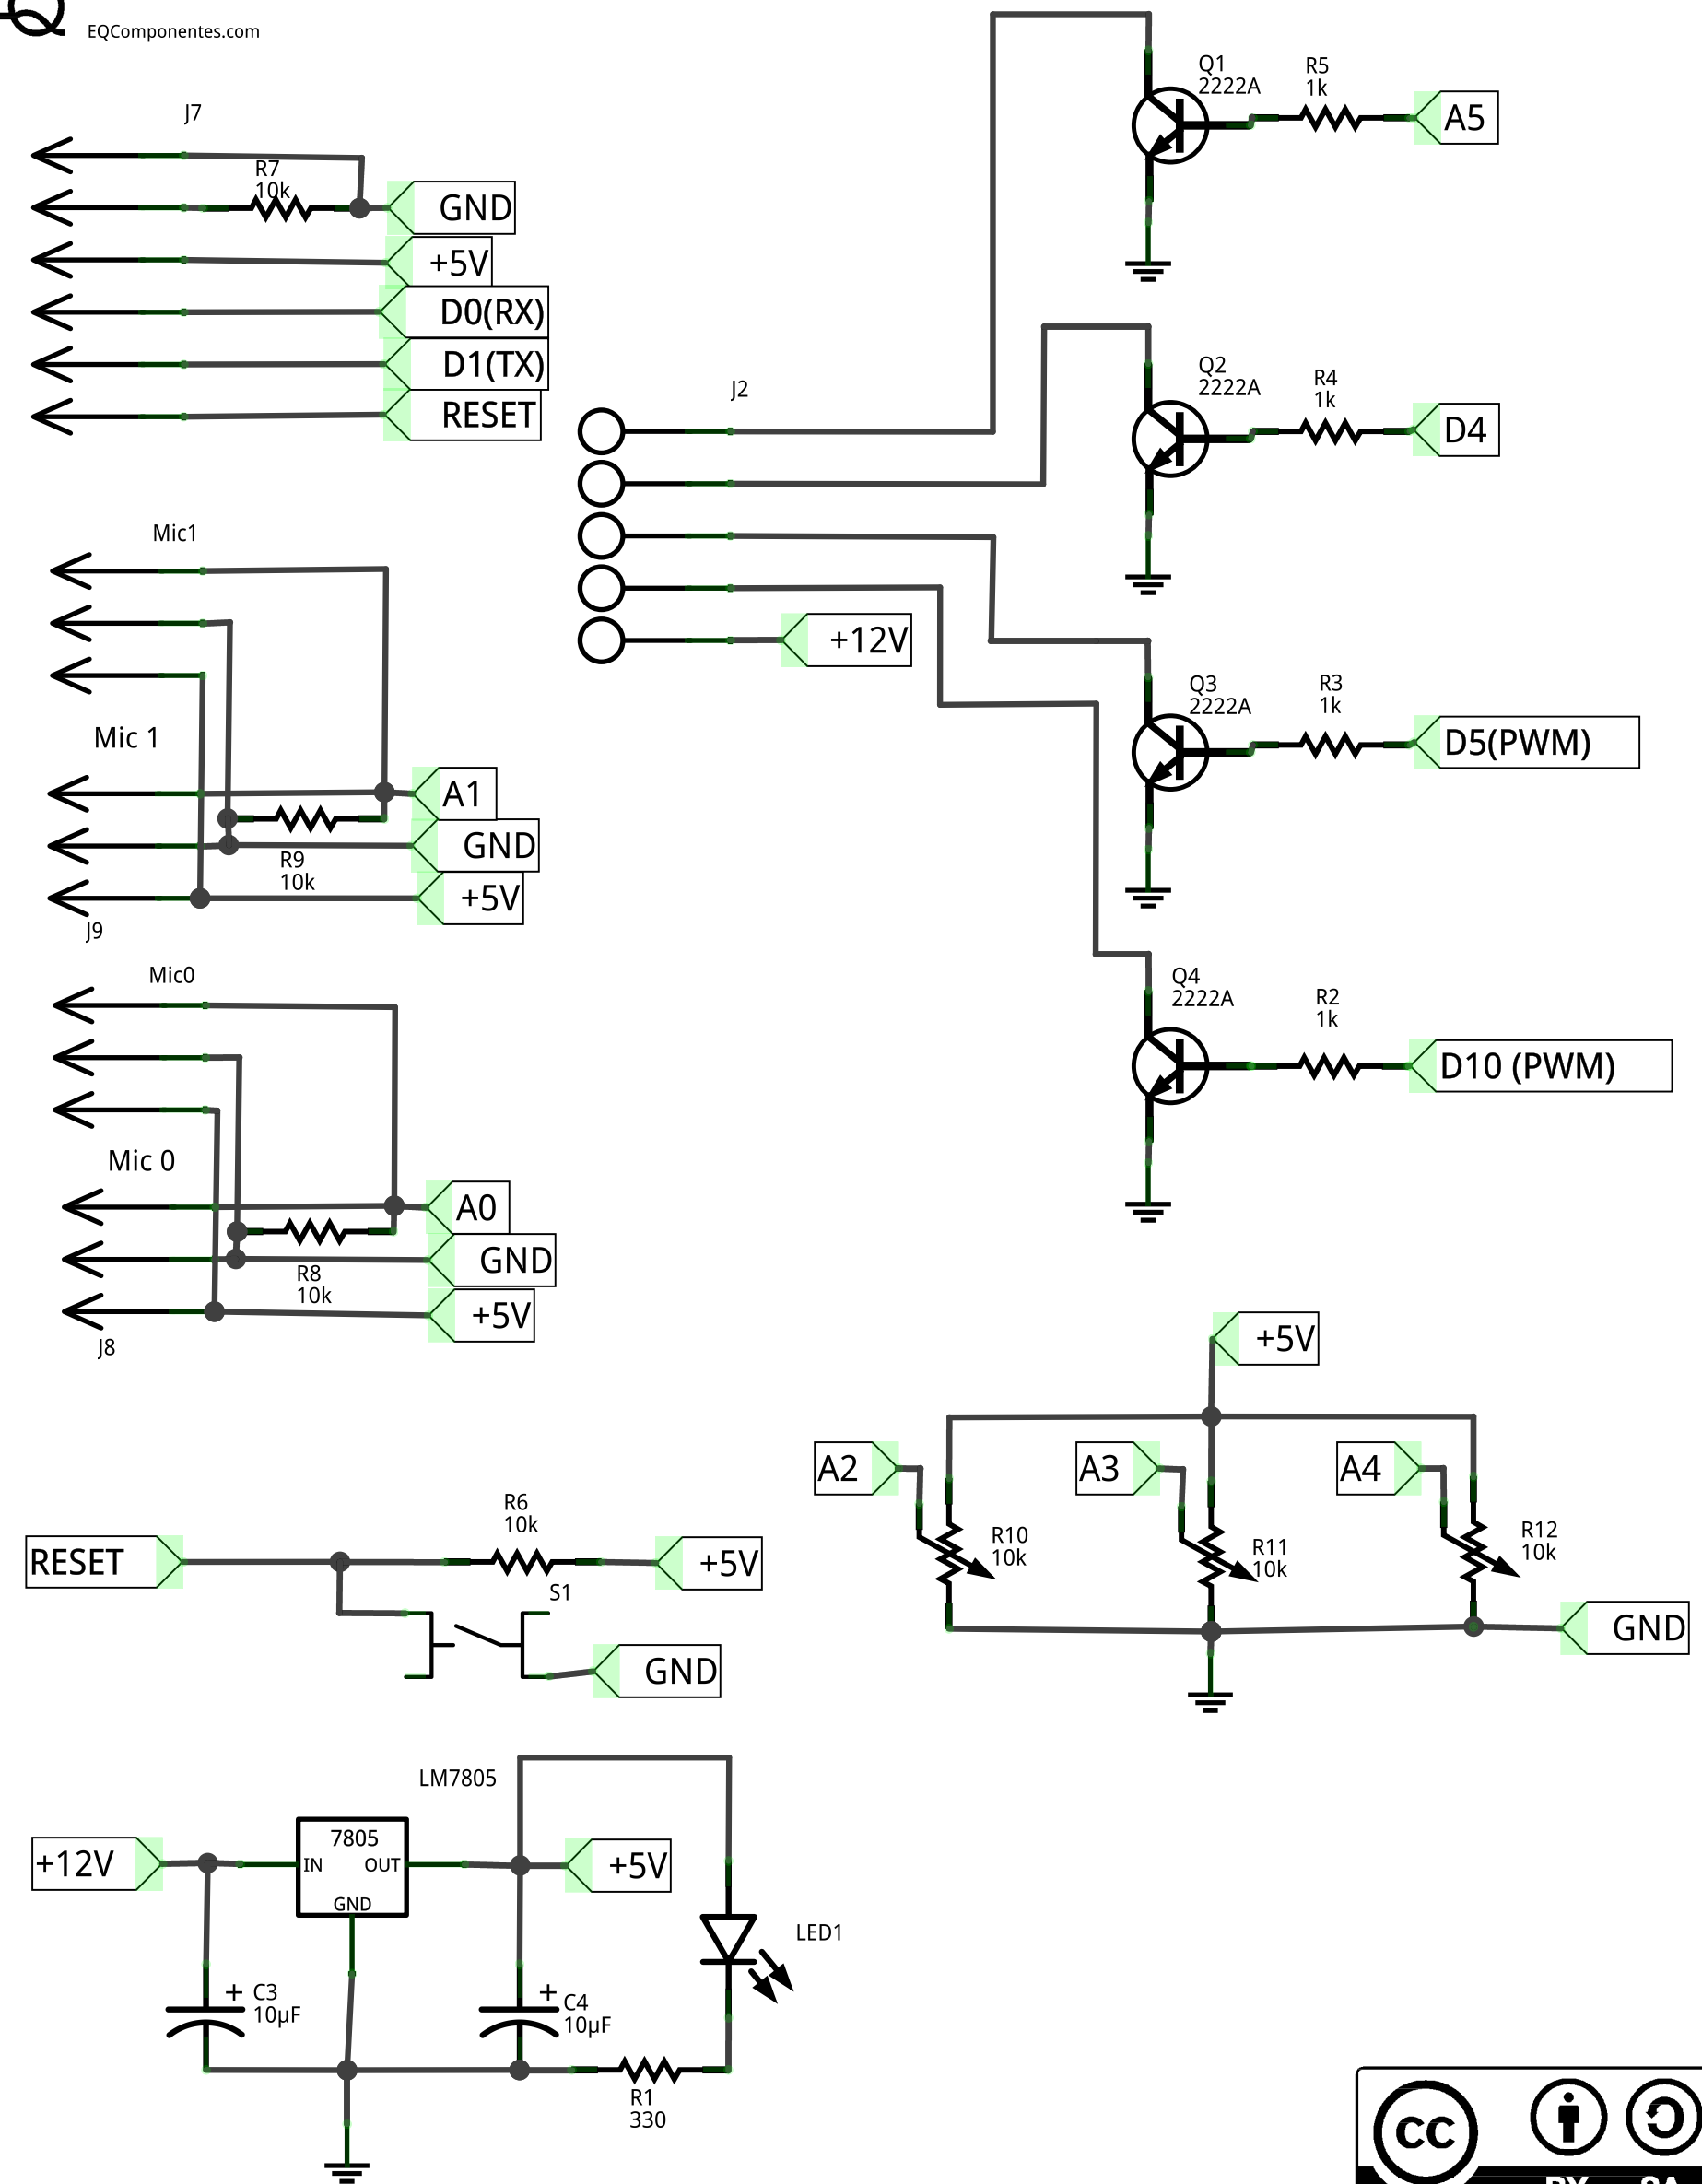 EQComponentes.com
J7
R7
10k
GND
+5V
D0(RX)
D1(TX)
RESET
Q1
2222A
R5
1k
A5
J2
Q2
2222A
R4
1k
D4
+12V
Q3
2222A
R3
1k
D5(PWM)
Q4
2222A
R2
1k
D10 (PWM)
Mic1
Mic 1
A1
GND
R9
10k
+5V
J9
Mic0
Mic 0
A0
GND
R8
10k
+5V
J8
+5V
A2
A3
A4
R10
10k
R11
10k
R12
10k
GND
R6
10k
RESET
+5V
S1
GND
LM7805
+12V
7805
IN
OUT
GND
+5V
LED1
+
C3
10µF
+
C4
10µF
R1
330
cc
BY
SA